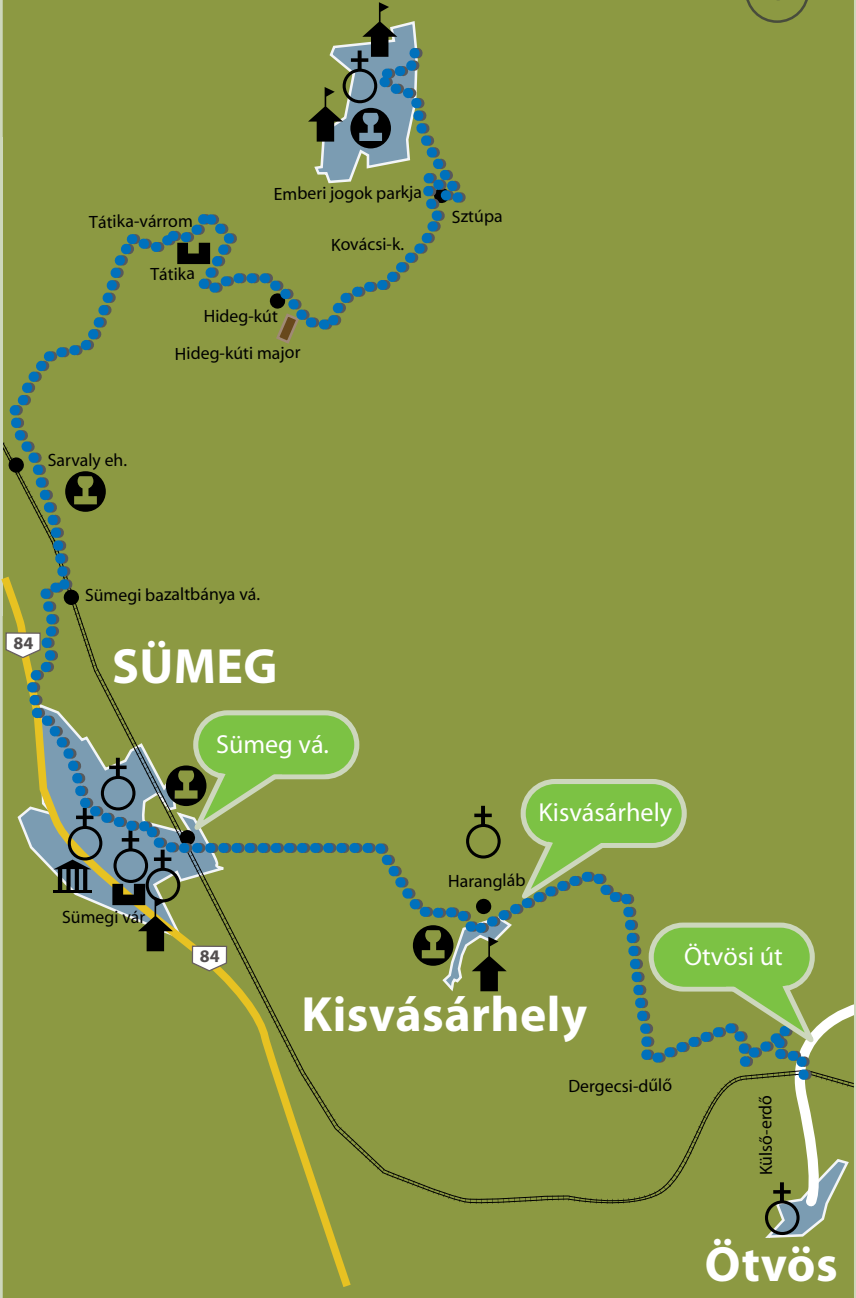 Emberi jogok parkja
Sztúpa
Tátika-várrom
Kovácsi-k.
Tátika
Hideg-kút
Hideg-kúti major
Sarvaly eh.
Sümegi bazaltbánya vá.
84
SÜMEG
Sümeg vá.
Kisvásárhely
Harangláb
Sümegi vár
84
Ötvösi út
Kisvásárhely
Dergecsi-dűlő
Külső-erdő
Ötvös